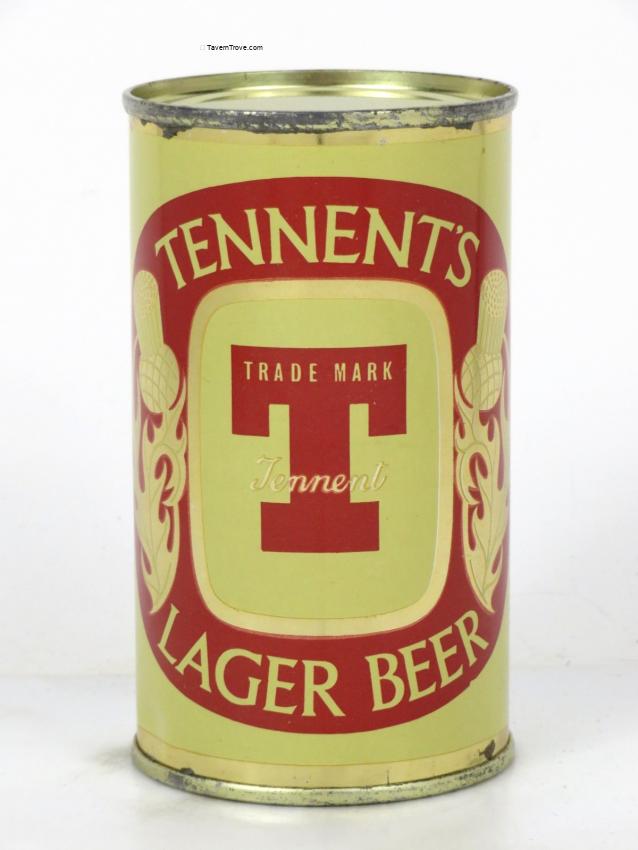 TavernTrove.com
TENNENT'S
TRADE MARK
T
Tennent
LAGER BEER